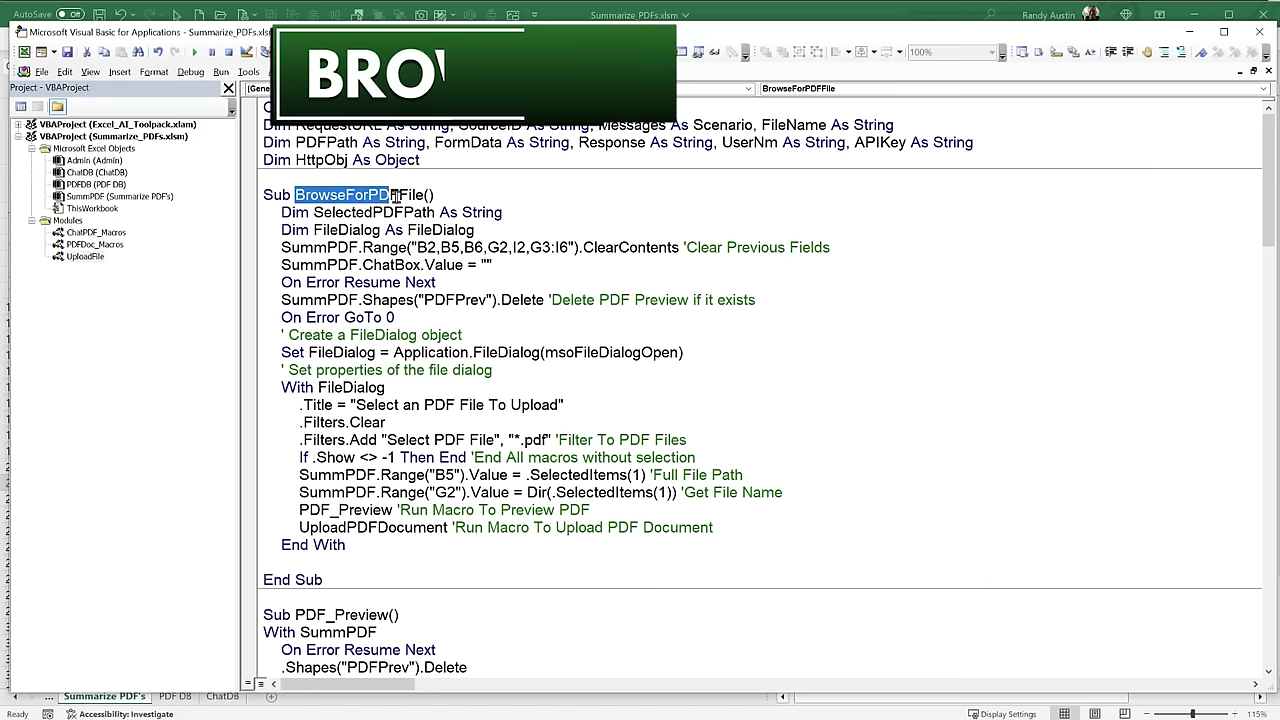 AutoSave Off
Summarize_PDFs.xlsm
Randy Austin
Microsoft Visual Basic for Applications - Summarize_PDFs.xlsm
BRO
File Edit View Insert Format Debug Run Tools
100%
Project - VBAProject
BrowseForPDFFile
VBAProject (Excel_AI_Toolpack.xlam)
VBAProject (Summarize_PDFs.xlsm)
Microsoft Excel Objects
Admin (Admin)
ChatDB (ChatDB)
PDFDB (PDF DB)
SummPDF (Summarize PDF's)
ThisWorkbook
Modules
ChatPDF_Macros
PDFDoc_Macros
UploadFile
Dim RequestURL As String, SourceID As String, Messages As Scenario, FileName As String
Dim PDFPath As String, FormData As String, Response As String, UserNm As String, APIKey As String
Dim HttpObj As Object
Sub BrowseForPDFFile()
Dim SelectedPDFPath As String
Dim FileDialog As FileDialog
SummPDF.Range("B2,B5,B6,G2,I2,G3:I6").ClearContents 'Clear Previous Fields
SummPDF.ChatBox.Value = ""
On Error Resume Next
SummPDF.Shapes("PDFPrev").Delete 'Delete PDF Preview if it exists
On Error GoTo 0
' Create a FileDialog object
Set FileDialog = Application.FileDialog(msoFileDialogOpen)
' Set properties of the file dialog
With FileDialog
.Title = "Select an PDF File To Upload"
.Filters.Clear
.Filters.Add "Select PDF File", "*.pdf" 'Filter To PDF Files
If .Show <> -1 Then End 'End All macros without selection
SummPDF.Range("B5").Value = .SelectedItems(1) 'Full File Path
SummPDF.Range("G2").Value = Dir(.SelectedItems(1)) 'Get File Name
PDF_Preview 'Run Macro To Preview PDF
UploadPDFDocument 'Run Macro To Upload PDF Document
End With
End Sub
Sub PDF_Preview()
With SummPDF
On Error Resume Next
.Shapes("PDFPrev").Delete
... Summarize PDF's PDF DB ChatDB
Ready Accessibility: Investigate Display Settings 115%